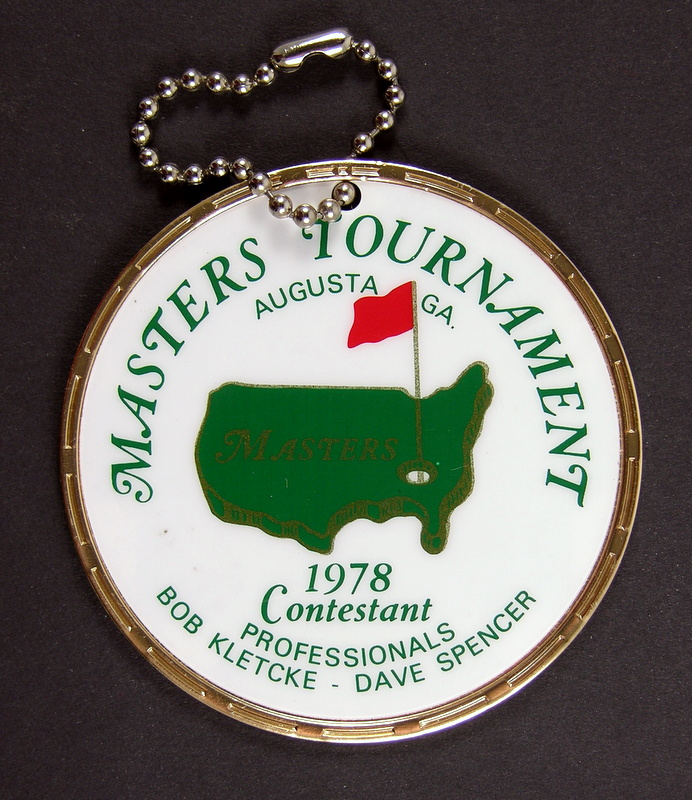 MASTERS TOURNAMENT
AUGUSTA GA.
MASTERS
1978
Contestant
PROFESSIONALS
BOB KLETCKE - DAVE SPENCER